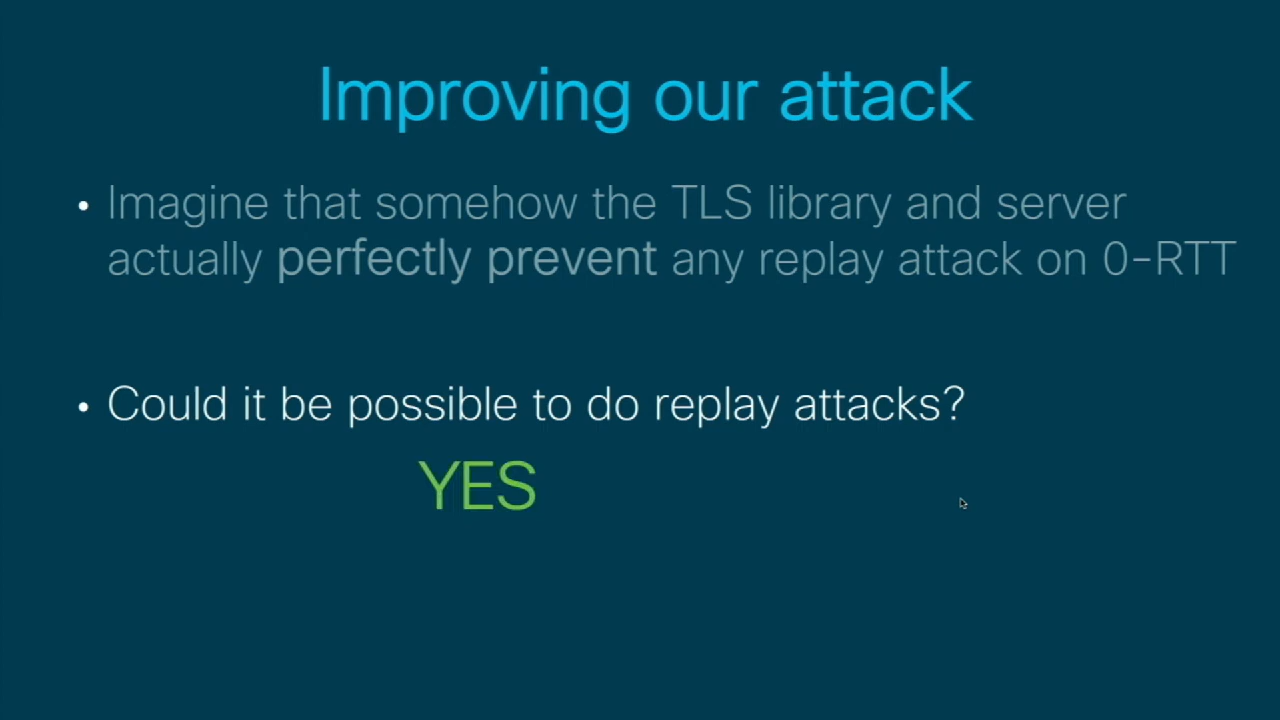 Improving our attack
• Imagine that somehow the TLS library and server
actually perfectly prevent any replay attack on 0-RTT
• Could it be possible to do replay attacks?
YES